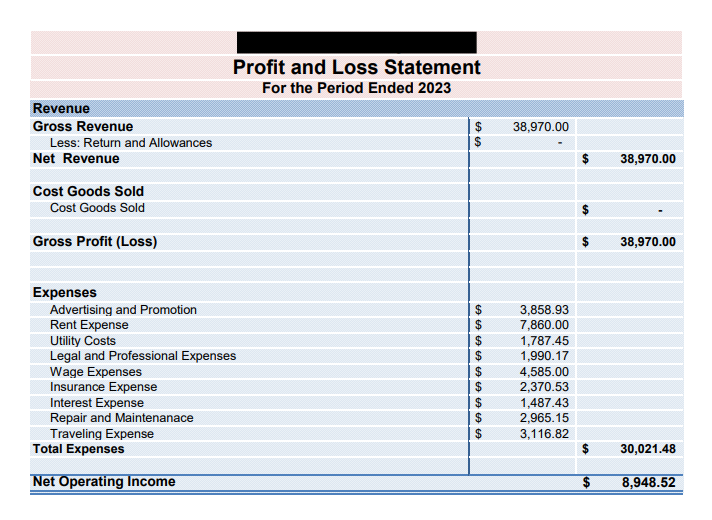 Profit and Loss Statement
For the Period Ended 2023
Revenue
Gross Revenue $ 38,970.00
Less: Return and Allowances $ -
Net Revenue $ 38,970.00
Cost Goods Sold
Cost Goods Sold $ -
Gross Profit (Loss) $ 38,970.00
Expenses
Advertising and Promotion $ 3,858.93
Rent Expense $ 7,860.00
Utility Costs $ 1,787.45
Legal and Professional Expenses $ 1,990.17
Wage Expenses $ 4,585.00
Insurance Expense $ 2,370.53
Interest Expense $ 1,487.43
Repair and Maintenanace $ 2,965.15
Traveling Expense $ 3,116.82
Total Expenses $ 30,021.48
Net Operating Income $ 8,948.52